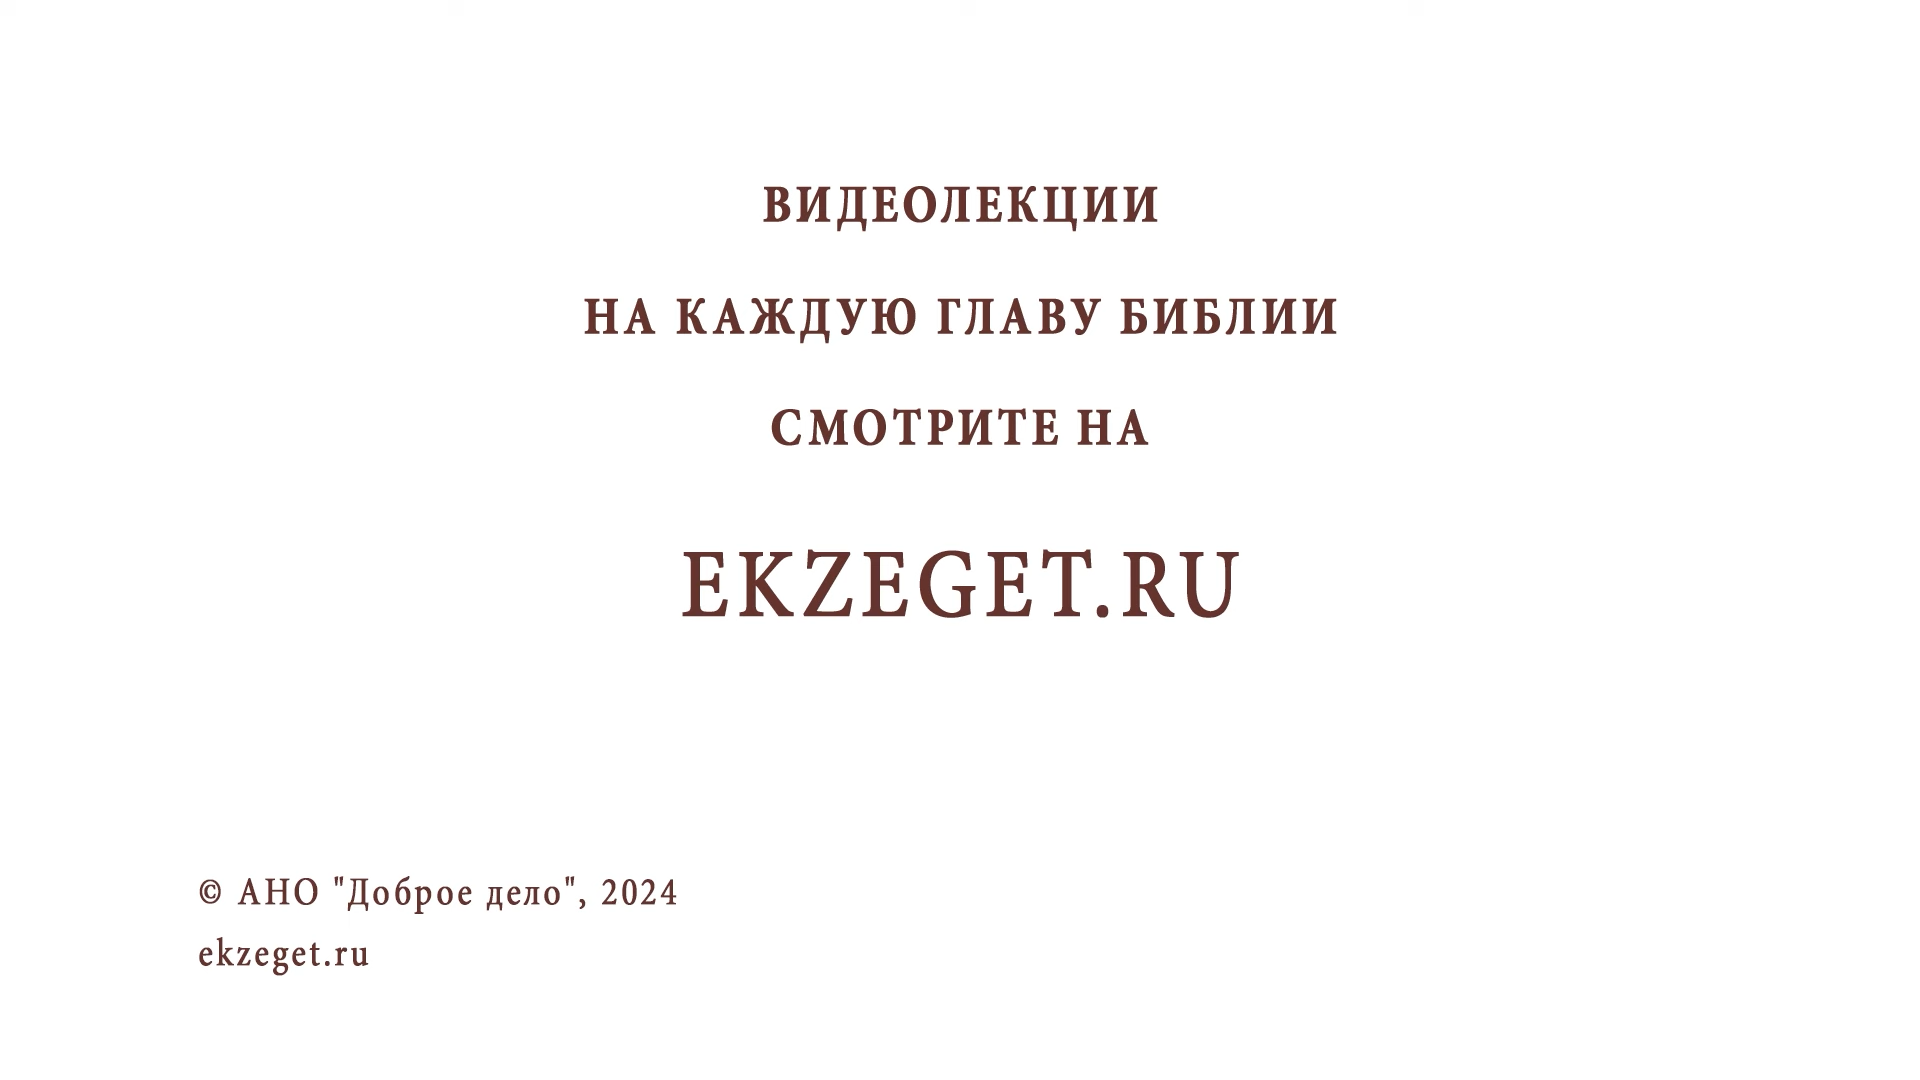 ВИДЕОЛЕКЦИИ
НА КАЖДУЮ ГЛАВУ БИБЛИИ
СМОТРИТЕ НА
EKZEGET.RU
© АНО "Доброе дело", 2024
ekzeget.ru